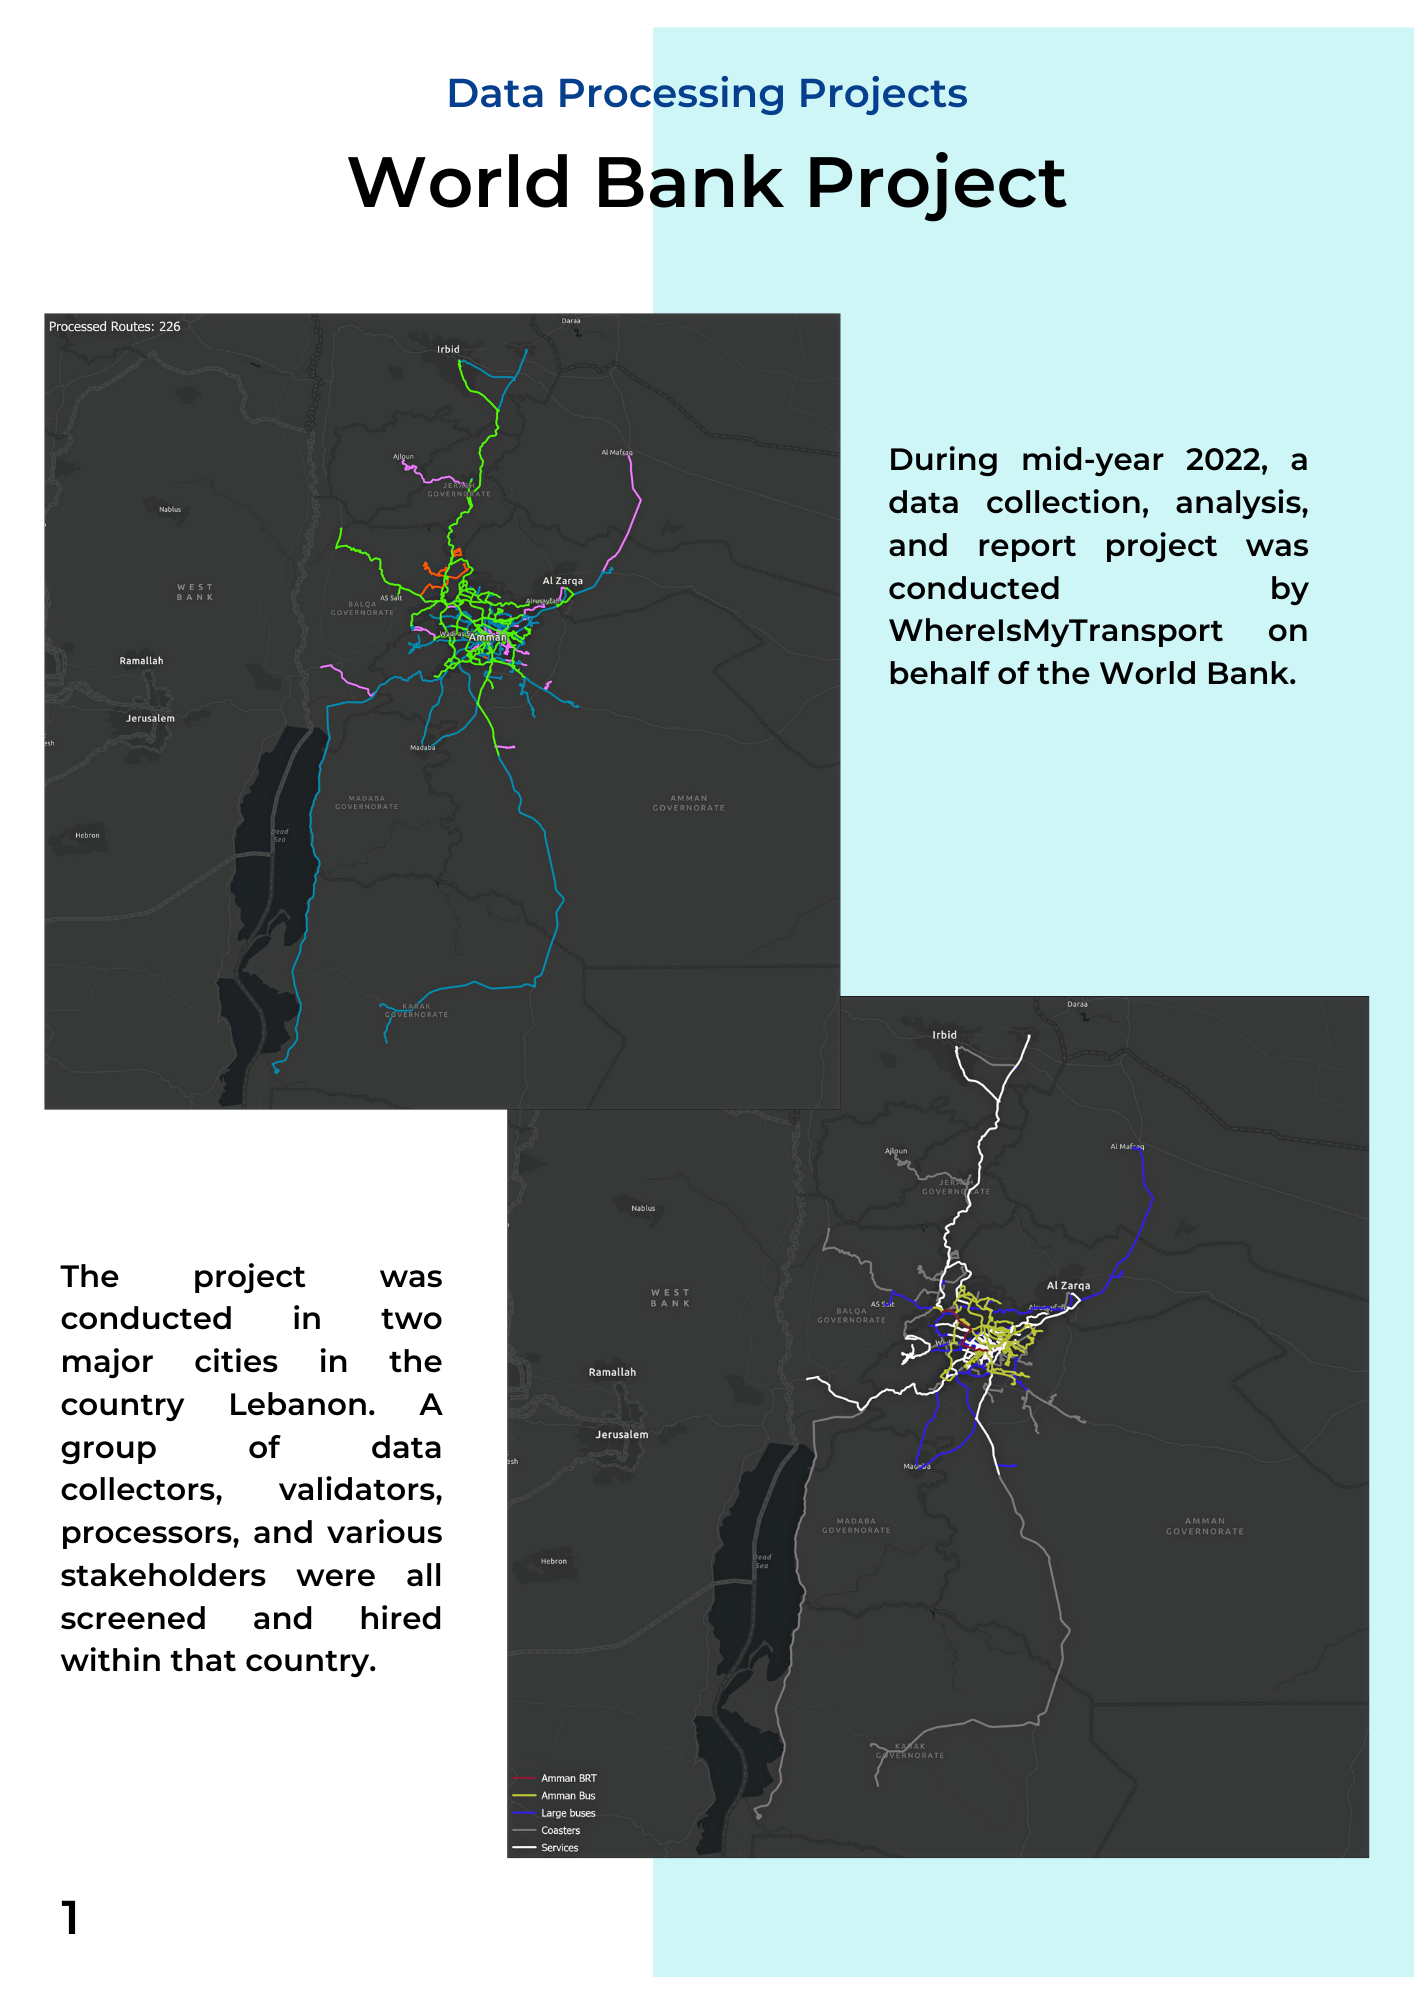 Data Processing Projects
World Bank Project
Processed Routes: 226
Daraa
Irbid
Ajloun
Al Mafraq
JERASH
GOVERNORATE
Nablus
WEST
BANK
Al Zarqa
AS Salt
BALQA
GOVERNORATE
Amman
Ramallah
Jerusalem
Madaba
MADABA
GOVERNORATE
AMMAN
GOVERNORATE
Hebron
Dead
Sea
KARAK
GOVERNORATE
During mid-year 2022, a
data collection, analysis,
and report project was
conducted by
WhereIsMyTransport on
behalf of the World Bank.
Daraa
Irbid
Ajloun
Al Mafraq
JERASH
GOVERNORATE
Nablus
WEST
BANK
Al Zarqa
AS Salt
BALQA
GOVERNORATE
Ramallah
Jerusalem
Madaba
MADABA
GOVERNORATE
AMMAN
GOVERNORATE
Hebron
Dead
Sea
KARAK
GOVERNORATE
Amman BRT
Amman Bus
Large buses
Coasters
Services
The project was
conducted in two
major cities in the
country Lebanon. A
group of data
collectors, validators,
processors, and various
stakeholders were all
screened and hired
within that country.
1